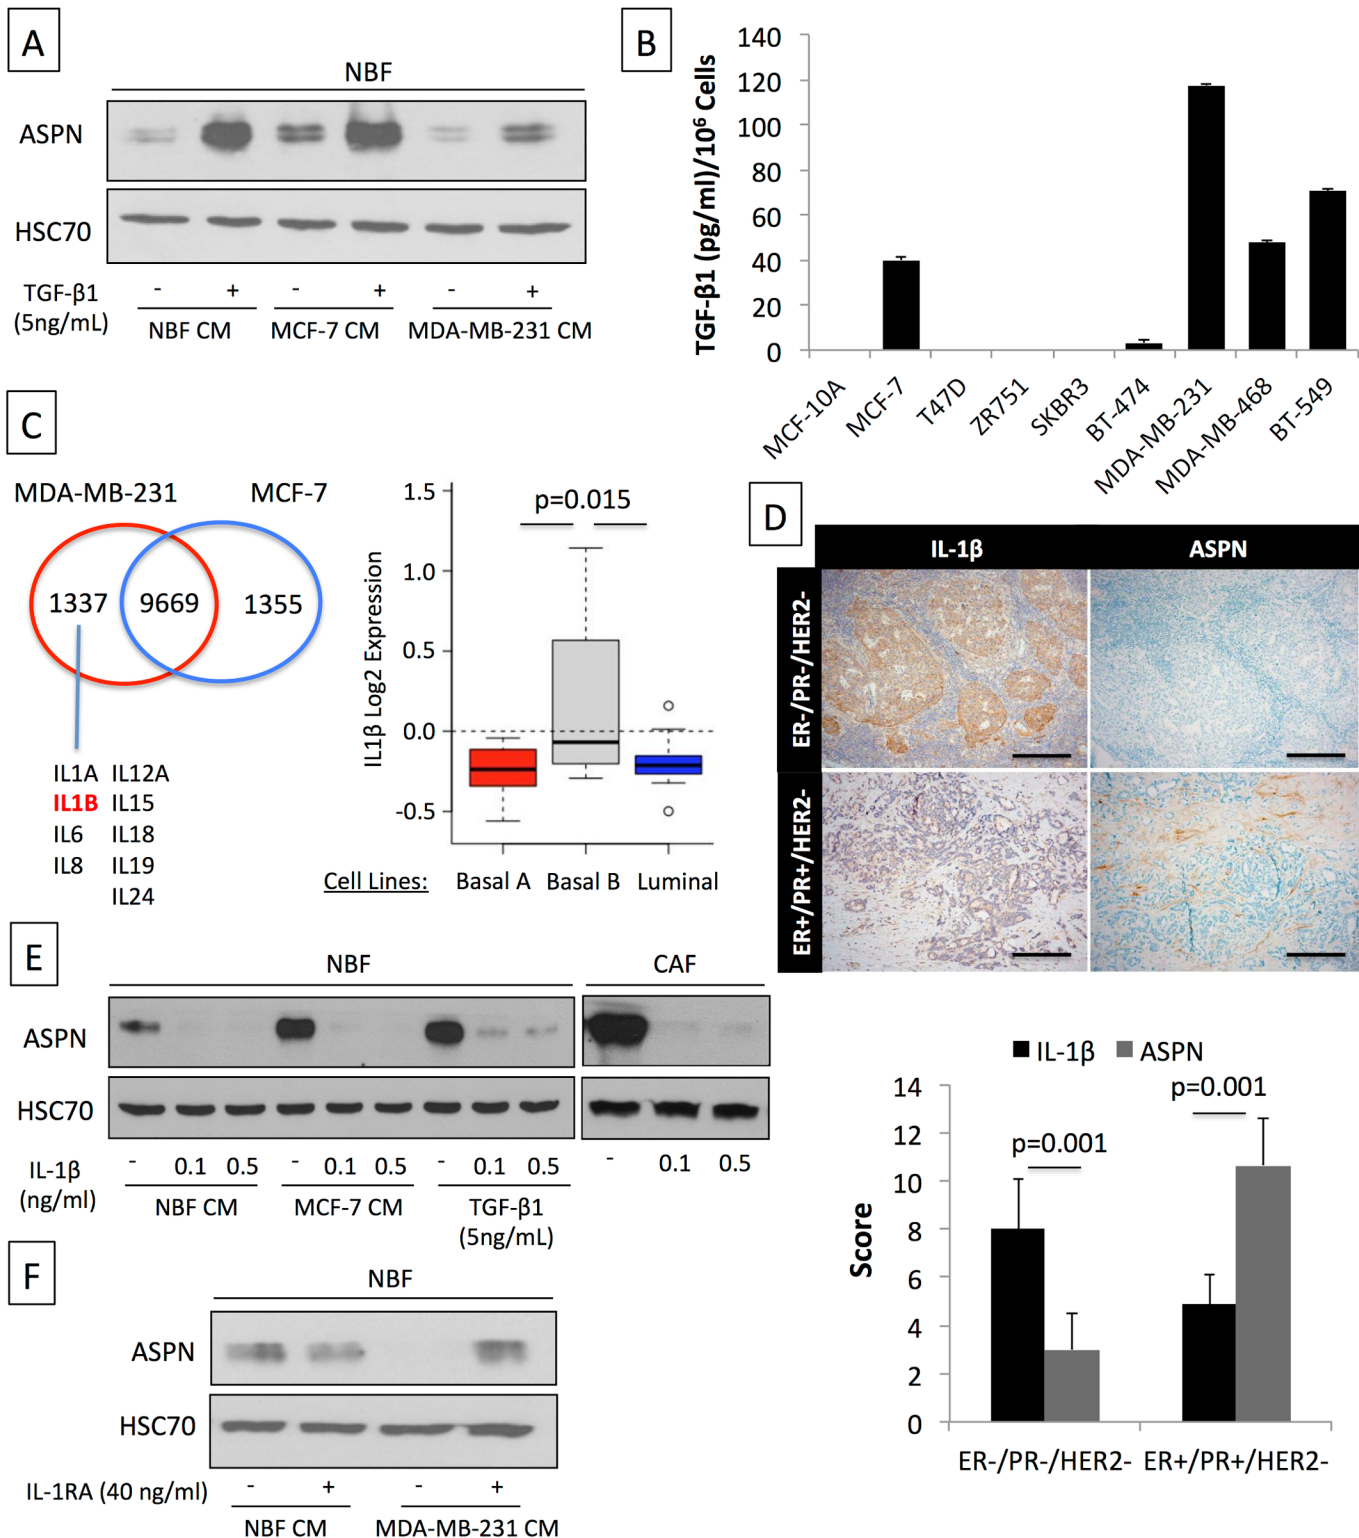 A
NBF
ASPN
HSC70
TGF-β1 - + - + - +
(5ng/mL) NBF CM MCF-7 CM MDA-MB-231 CM
B
TGF-β1 (pg/ml)/10⁶ Cells
140
120
100
80
60
40
20
0
MCF-10A MCF-7 T47D ZR751 SKBR3 BT-474 MDA-MB-231 MDA-MB-468 BT-549
C
MDA-MB-231 MCF-7
1337 9669 1355
IL1A IL12A
IL1B IL15
IL6 IL18
IL8 IL19
IL24
IL1β Log2 Expression
1.5
1.0
0.5
0.0
-0.5
p=0.015
Cell Lines: Basal A Basal B Luminal
D
IL-1β ASPN
ER-/PR-/HER2-
ER+/PR+/HER2-
IL-1β ASPN
Score
14
12
10
8
6
4
2
0
p=0.001
p=0.001
ER-/PR-/HER2- ER+/PR+/HER2-
E
NBF CAF
ASPN
HSC70
IL-1β - 0.1 0.5 - 0.1 0.5 - 0.1 0.5 - 0.1 0.5
(ng/ml) NBF CM MCF-7 CM TGF-β1
(5ng/mL)
F
NBF
ASPN
HSC70
IL-1RA (40 ng/ml) - + - +
NBF CM MDA-MB-231 CM